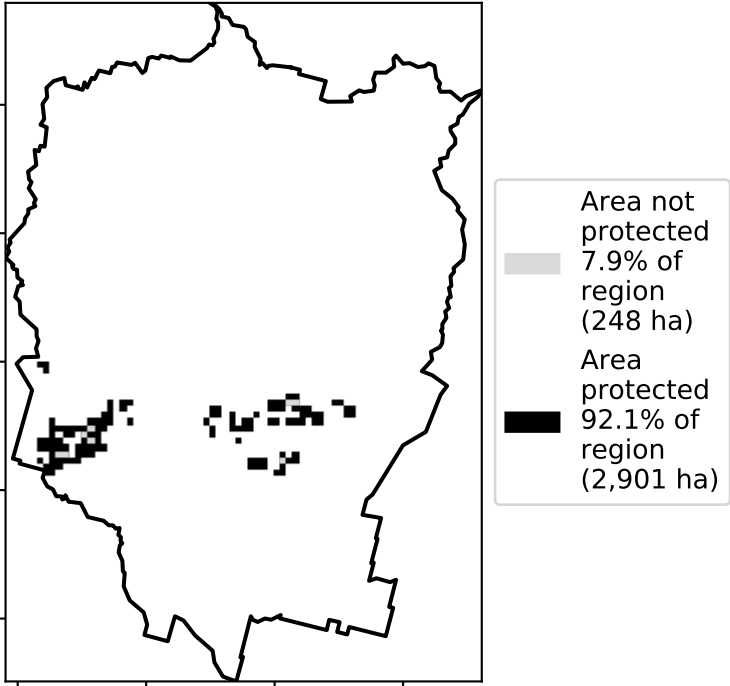 Area not
protected
7.9% of
region
(248 ha)
Area
protected
92.1% of
region
(2,901 ha)